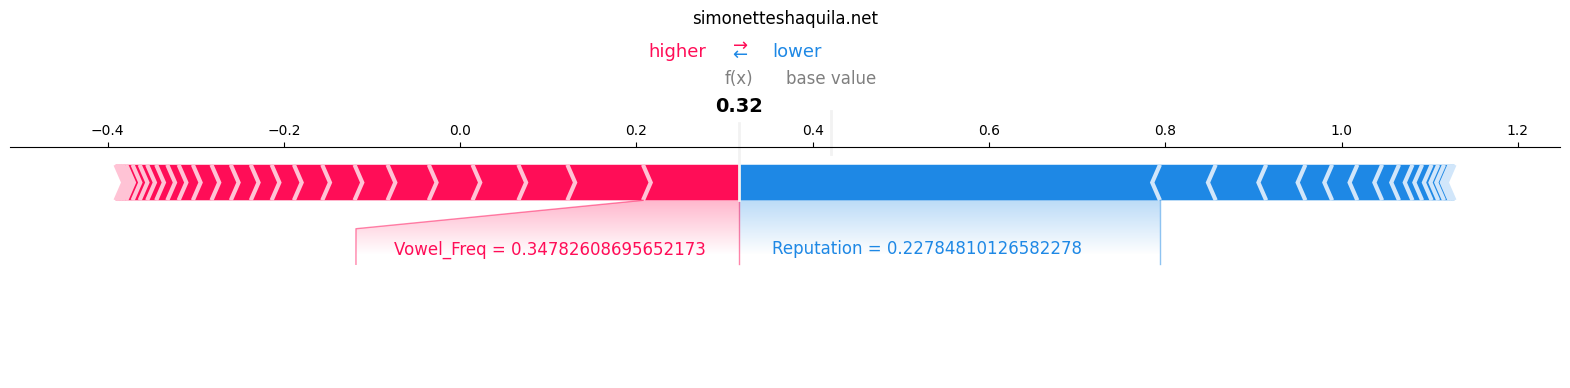 simonetteshaquila.net
higher ⇄ lower
f(x) base value
0.32
−0.4 −0.2 0.0 0.2 0.4 0.6 0.8 1.0 1.2
Vowel_Freq = 0.34782608695652173 Reputation = 0.22784810126582278